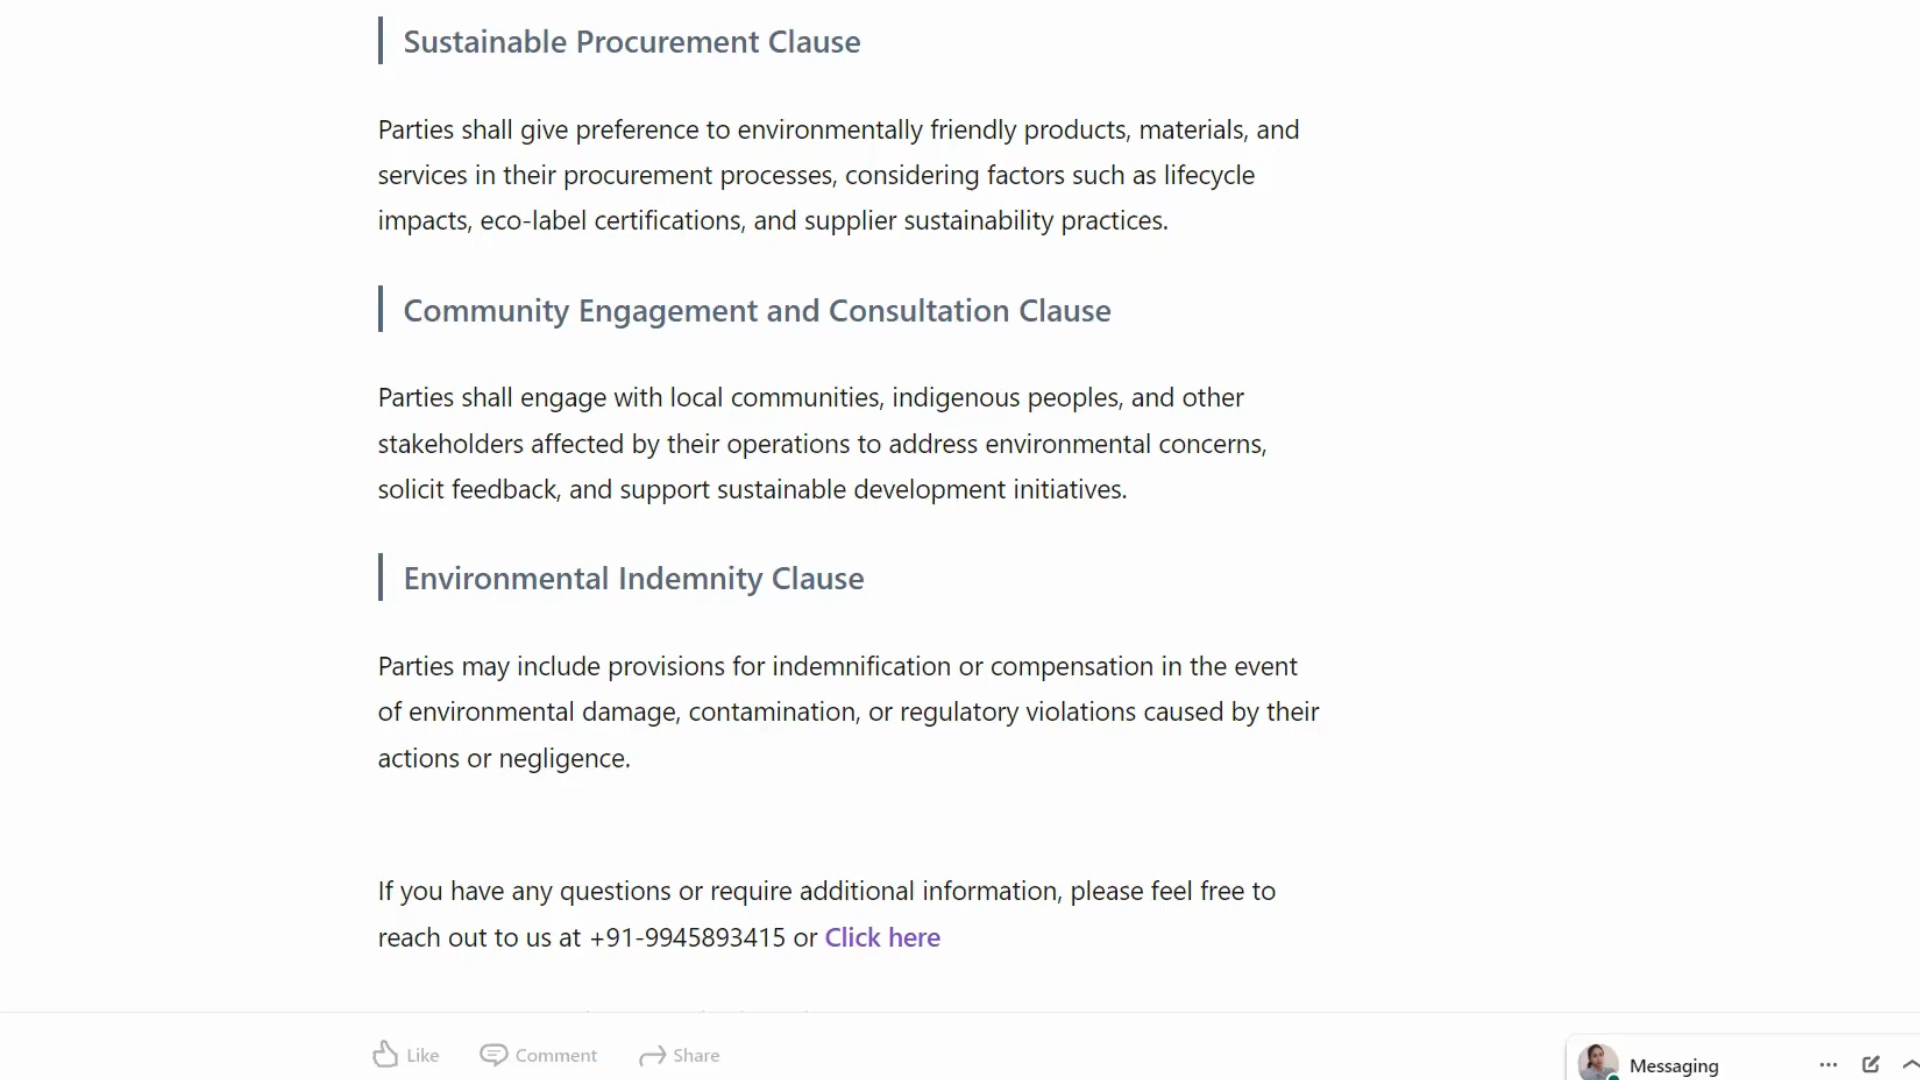 Sustainable Procurement Clause
Parties shall give preference to environmentally friendly products, materials, and
services in their procurement processes, considering factors such as lifecycle
impacts, eco-label certifications, and supplier sustainability practices.
Community Engagement and Consultation Clause
Parties shall engage with local communities, indigenous peoples, and other
stakeholders affected by their operations to address environmental concerns,
solicit feedback, and support sustainable development initiatives.
Environmental Indemnity Clause
Parties may include provisions for indemnification or compensation in the event
of environmental damage, contamination, or regulatory violations caused by their
actions or negligence.
If you have any questions or require additional information, please feel free to
reach out to us at +91-9945893415 or Click here
Like Comment Share
Messaging